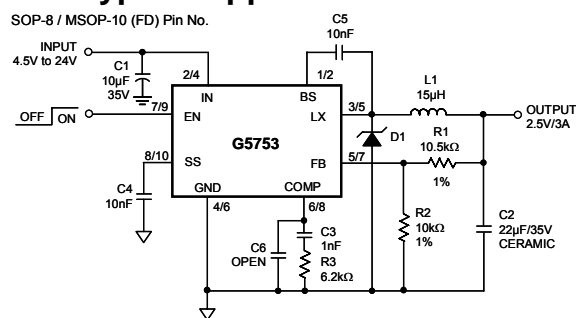 SOP-8 / MSOP-10 (FD) Pin No.
C5
10nF
INPUT
4.5V to 24V
C1
10µF
35V
2/4
1/2
IN
BS
L1
15µH
OFF
ON
7/9
EN
LX
3/5
OUTPUT
2.5V/3A
G5753
D1
R1
10.5kΩ
1%
8/10
SS
FB
5/7
C4
10nF
GND
COMP
4/6
6/8
R2
10kΩ
1%
C2
22µF/35V
CERAMIC
C6
OPEN
C3
1nF
R3
6.2kΩ